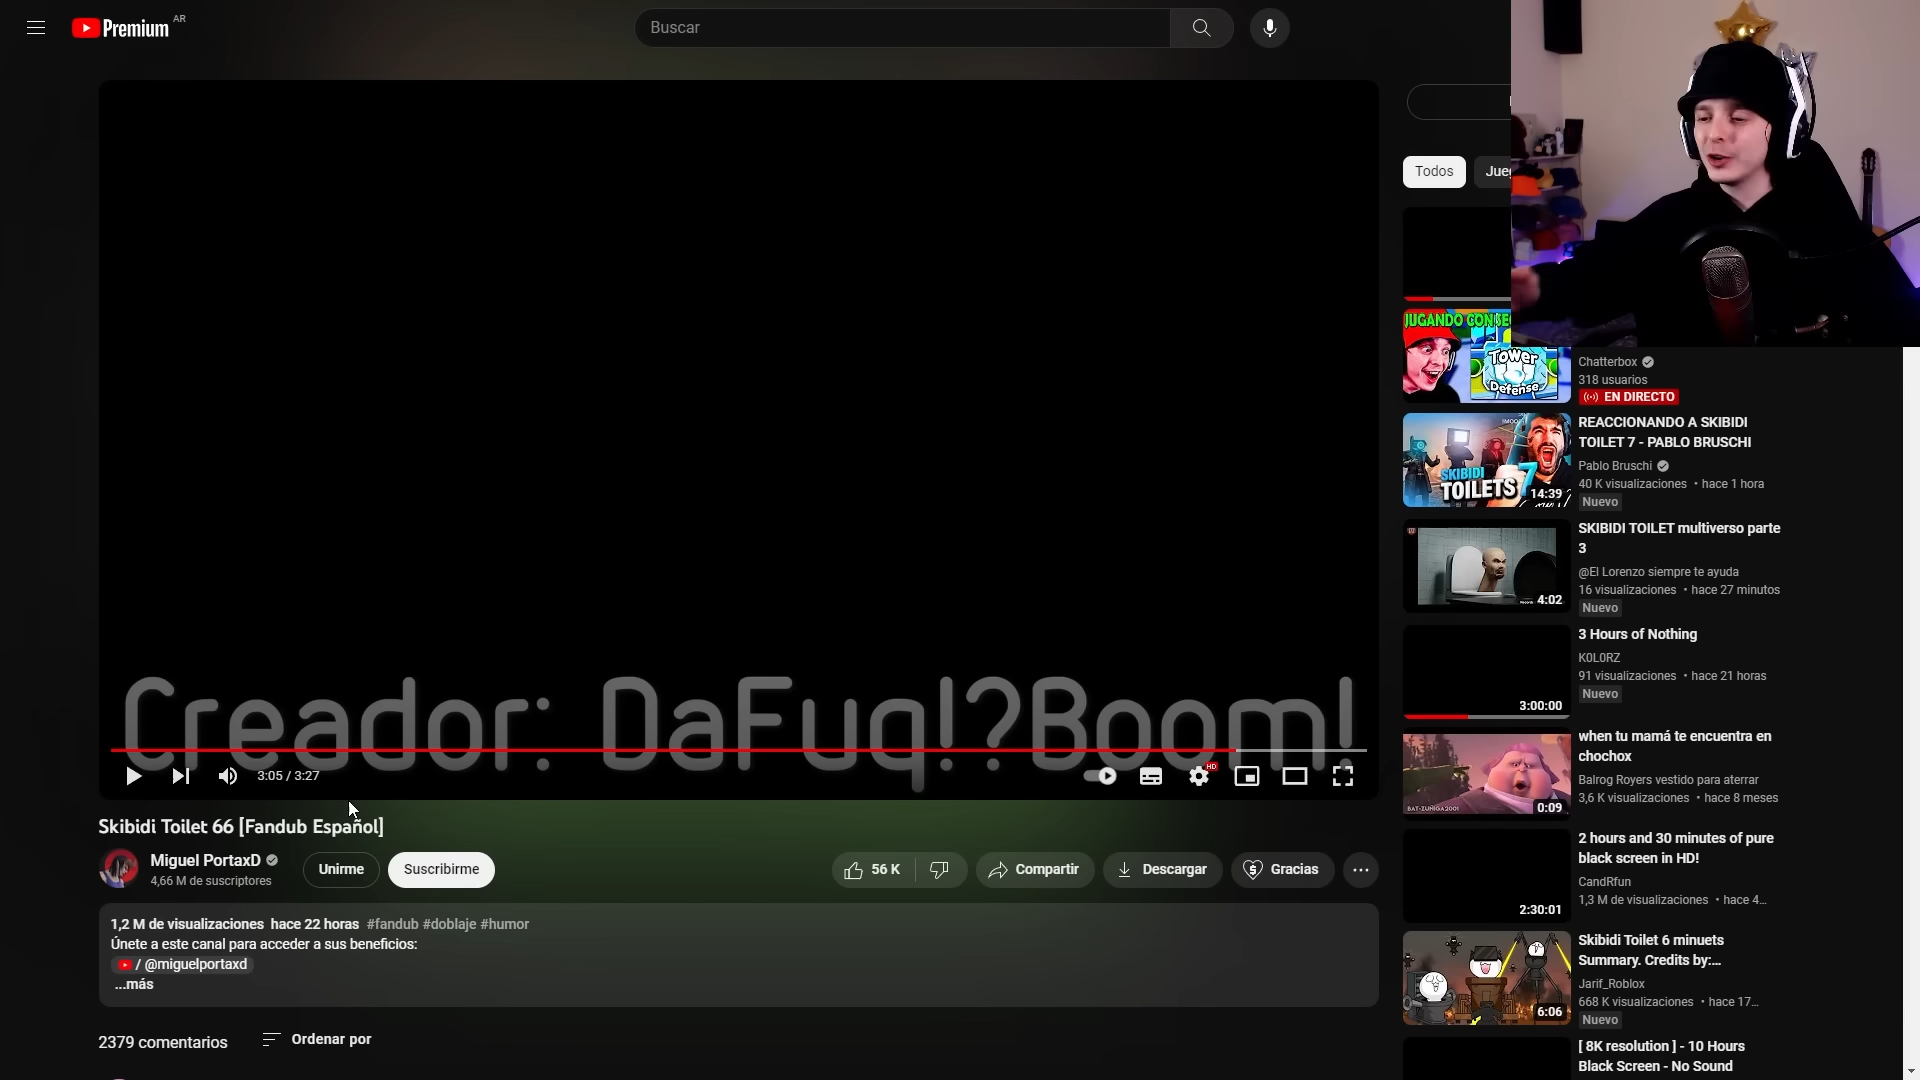 Premium AR
Buscar
Creador: DaFuq!?Boom!
3:05 / 3:27
HD
Skibidi Toilet 66 [Fandub Español]
Miguel PortaxD
4,66 M de suscriptores
Unirme
Suscribirme
56 K
Compartir
Descargar
Gracias
1,2 M de visualizaciones hace 22 horas #fandub #doblaje #humor
Únete a este canal para acceder a sus beneficios:
/ @miguelportaxd
...más
2379 comentarios
Ordenar por
Todos
JUGANDO CON
Tower
Defense
Chatterbox
318 usuarios
EN DIRECTO
SKIBIDI
TOILETS 7
14:39
REACCIONANDO A SKIBIDI
TOILET 7 - PABLO BRUSCHI
Pablo Bruschi
40 K visualizaciones • hace 1 hora
Nuevo
4:02
SKIBIDI TOILET multiverso parte
3
@El Lorenzo siempre te ayuda
16 visualizaciones • hace 27 minutos
Nuevo
3:00:00
3 Hours of Nothing
K0L0RZ
91 visualizaciones • hace 21 horas
Nuevo
BAT-ZUNIGA2001
0:09
when tu mamá te encuentra en
chochox
Balrog Royers vestido para aterrar
3,6 K visualizaciones • hace 8 meses
2:30:01
2 hours and 30 minutes of pure
black screen in HD!
CandRfun
1,3 M de visualizaciones • hace 4...
6:06
Skibidi Toilet 6 minuets
Summary. Credits by:...
Jarif_Roblox
668 K visualizaciones • hace 17...
Nuevo
[ 8K resolution ] - 10 Hours
Black Screen - No Sound